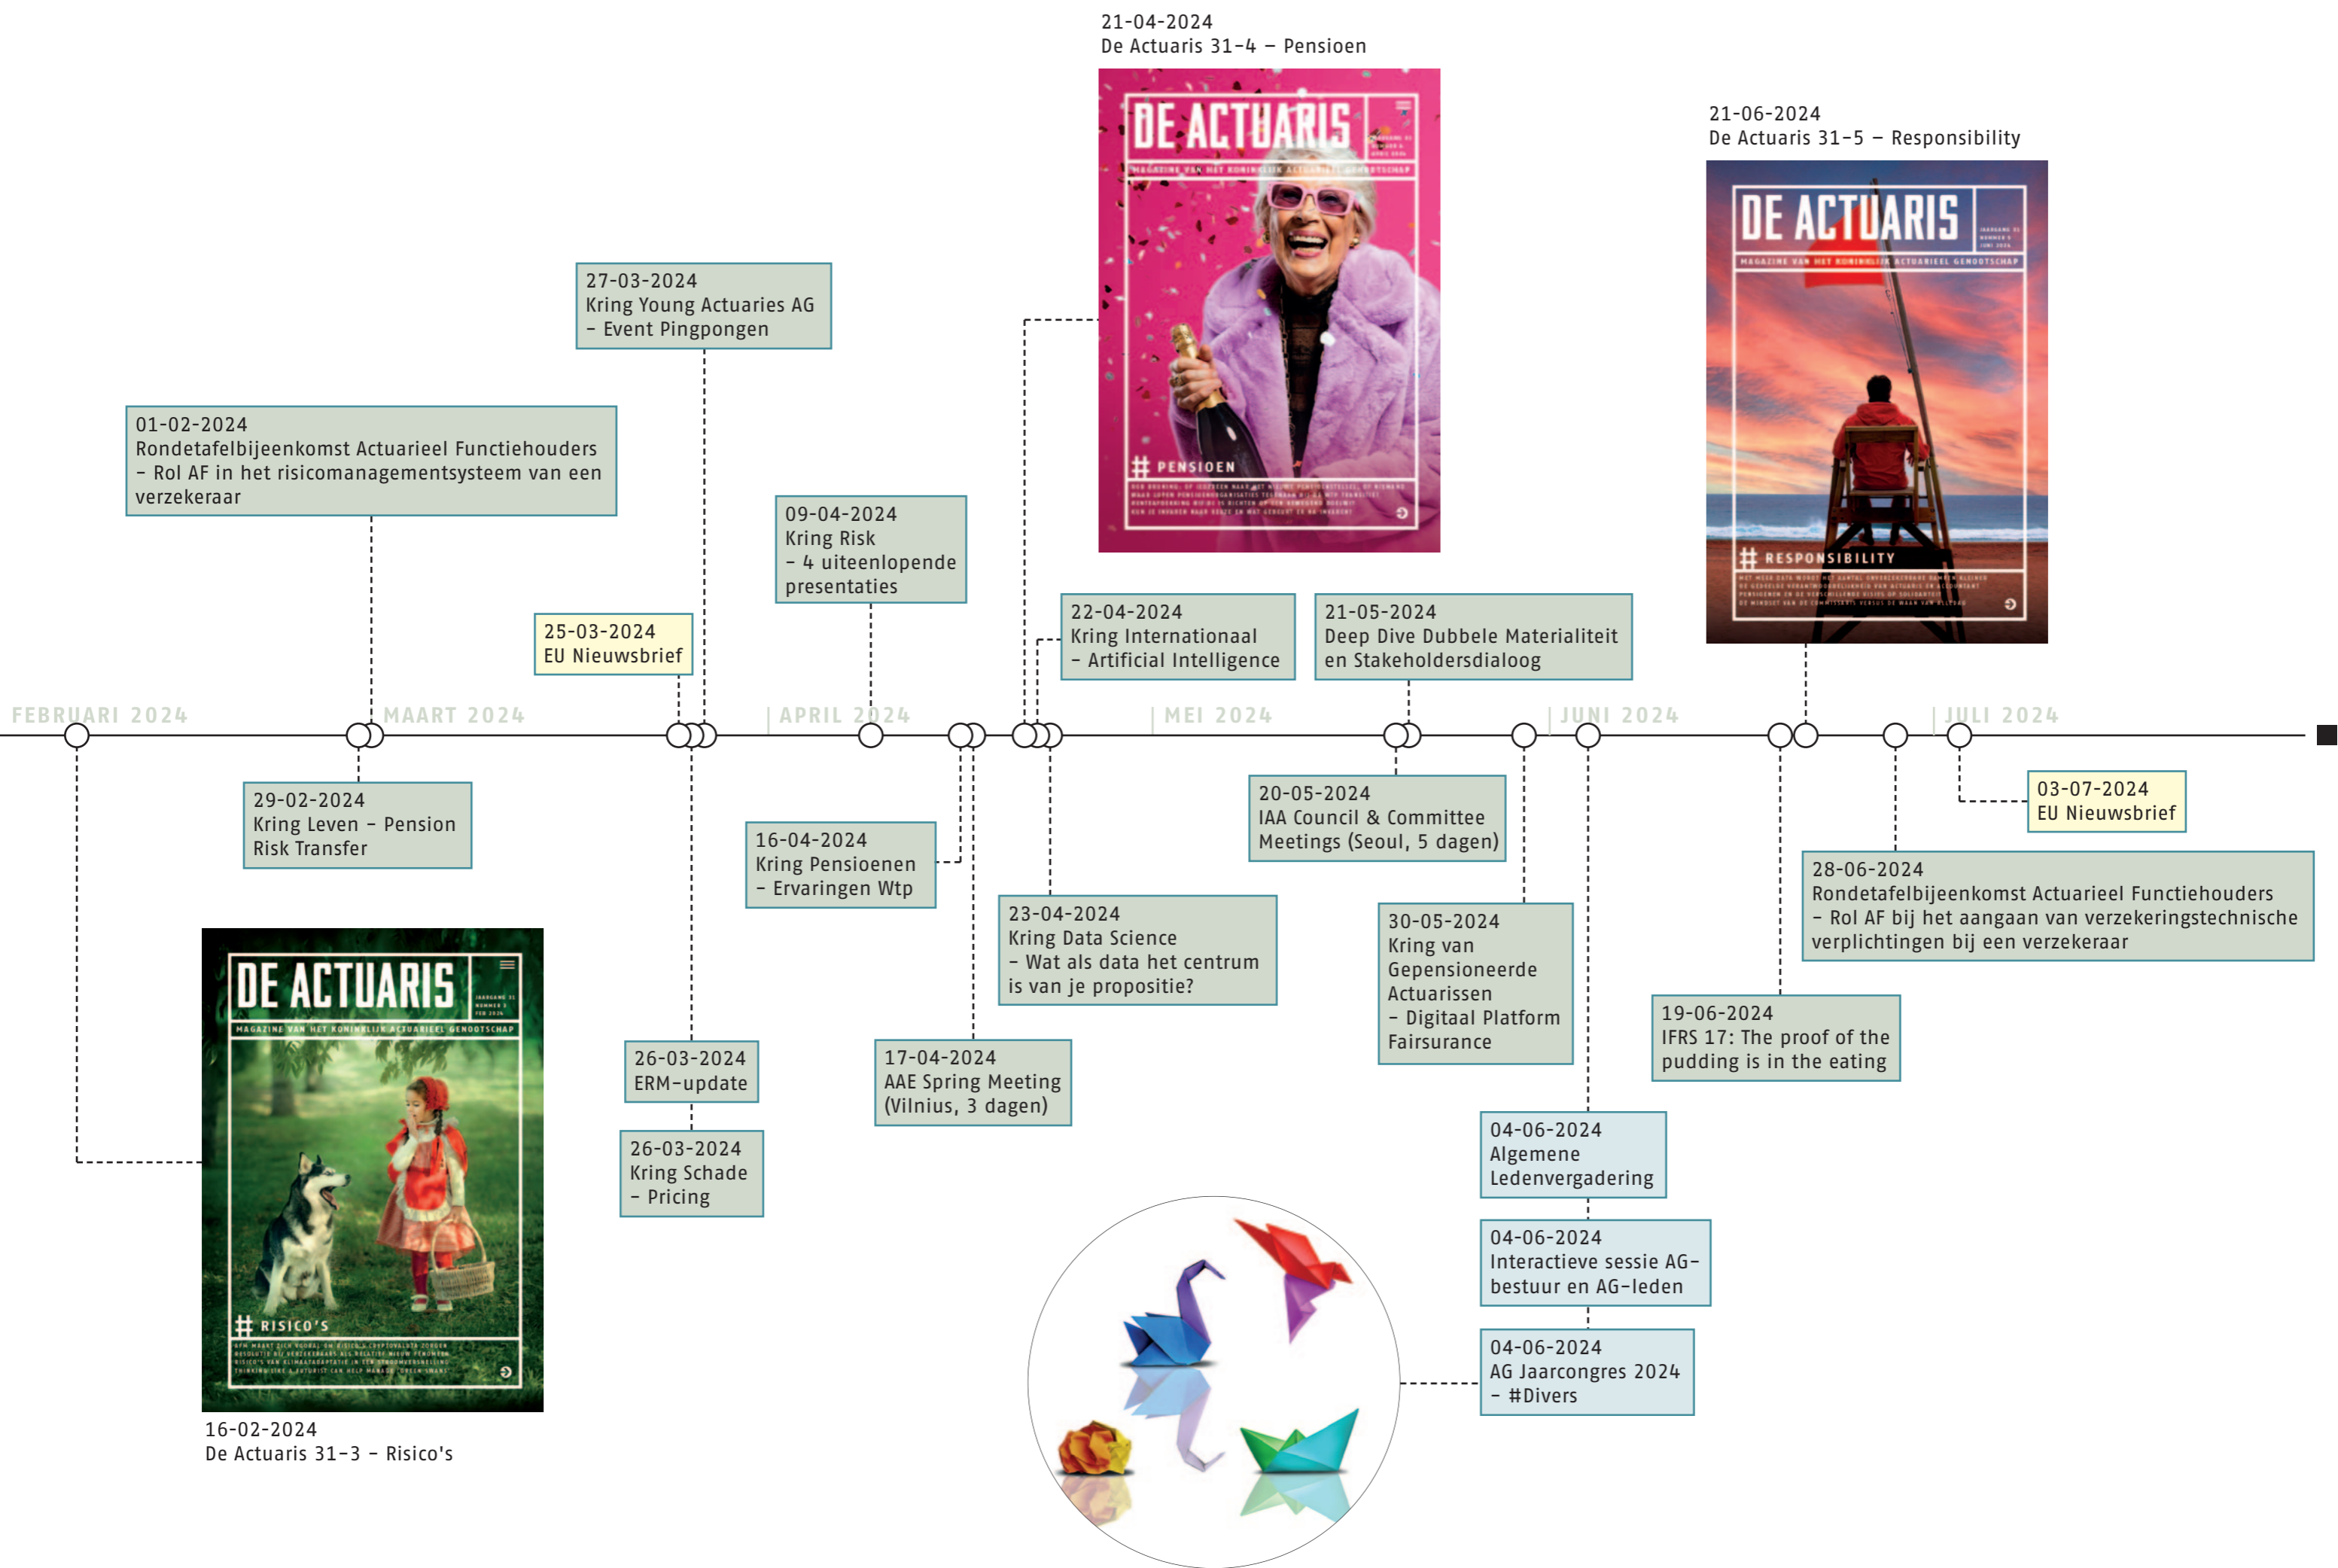 21-04-2024
De Actuaris 31-4 – Pensioen
DE ACTUARIS
MAGAZINE VAN HET KONINKLIJK ACTUARIEEL GENOOTSCHAP
# PENSIOEN
21-06-2024
De Actuaris 31-5 – Responsibility
DE ACTUARIS
JAARGANG 31
NUMMER 5
JUNI 2024
MAGAZINE VAN HET KONINKLIJK ACTUARIEEL GENOOTSCHAP
# RESPONSIBILITY
27-03-2024
Kring Young Actuaries AG
- Event Pingpongen
01-02-2024
Rondetafelbijeenkomst Actuarieel Functiehouders
- Rol AF in het risicomanagementsysteem van een
verzekeraar
09-04-2024
Kring Risk
- 4 uiteenlopende
presentaties
25-03-2024
EU Nieuwsbrief
22-04-2024
Kring Internationaal
- Artificial Intelligence
21-05-2024
Deep Dive Dubbele Materialiteit
en Stakeholdersdialoog
FEBRUARI 2024
MAART 2024
APRIL 2024
MEI 2024
JUNI 2024
JULI 2024
29-02-2024
Kring Leven – Pension
Risk Transfer
16-04-2024
Kring Pensioenen
- Ervaringen Wtp
20-05-2024
IAA Council & Committee
Meetings (Seoul, 5 dagen)
03-07-2024
EU Nieuwsbrief
28-06-2024
Rondetafelbijeenkomst Actuarieel Functiehouders
- Rol AF bij het aangaan van verzekeringstechnische
verplichtingen bij een verzekeraar
23-04-2024
Kring Data Science
- Wat als data het centrum
is van je propositie?
30-05-2024
Kring van
Gepensioneerde
Actuarissen
- Digitaal Platform
Fairsurance
19-06-2024
IFRS 17: The proof of the
pudding is in the eating
DE ACTUARIS
JAARGANG 31
NUMMER 3
FEB 2024
MAGAZINE VAN HET KONINKLIJK ACTUARIEEL GENOOTSCHAP
# RISICO'S
26-03-2024
ERM-update
17-04-2024
AAE Spring Meeting
(Vilnius, 3 dagen)
26-03-2024
Kring Schade
- Pricing
04-06-2024
Algemene
Ledenvergadering
04-06-2024
Interactieve sessie AG-
bestuur en AG-leden
04-06-2024
AG Jaarcongres 2024
- #Divers
16-02-2024
De Actuaris 31-3 - Risico's